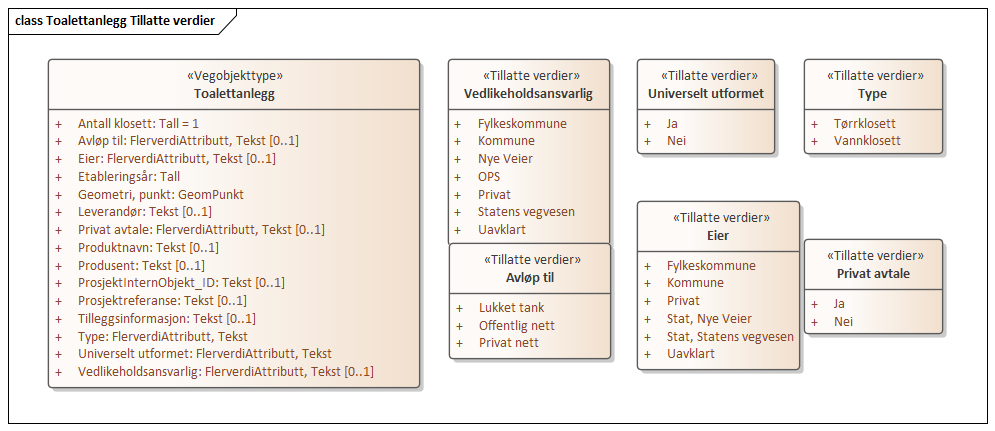 class Toalettanlegg Tillatte verdier
«Vegobjekttype»
Toalettanlegg
+ Antall klosett: Tall = 1
+ Avløp til: FlerverdiAttributt, Tekst [0..1]
+ Eier: FlerverdiAttributt, Tekst [0..1]
+ Etableringsår: Tall
+ Geometri, punkt: GeomPunkt
+ Leverandør: Tekst [0..1]
+ Privat avtale: FlerverdiAttributt, Tekst [0..1]
+ Produktnavn: Tekst [0..1]
+ Produsent: Tekst [0..1]
+ ProsjektInternObjekt_ID: Tekst [0..1]
+ Prosjektreferanse: Tekst [0..1]
+ Tilleggsinformasjon: Tekst [0..1]
+ Type: FlerverdiAttributt, Tekst
+ Universelt utformet: FlerverdiAttributt, Tekst
+ Vedlikeholdsansvarlig: FlerverdiAttributt, Tekst [0..1]
«Tillatte verdier»
Vedlikeholdsansvarlig
+ Fylkeskommune
+ Kommune
+ Nye Veier
+ OPS
+ Privat
+ Statens vegvesen
+ Uavklart
«Tillatte verdier»
Avløp til
+ Lukket tank
+ Offentlig nett
+ Privat nett
«Tillatte verdier»
Universelt utformet
+ Ja
+ Nei
«Tillatte verdier»
Eier
+ Fylkeskommune
+ Kommune
+ Privat
+ Stat, Nye Veier
+ Stat, Statens vegvesen
+ Uavklart
«Tillatte verdier»
Type
+ Tørrklosett
+ Vannklosett
«Tillatte verdier»
Privat avtale
+ Ja
+ Nei